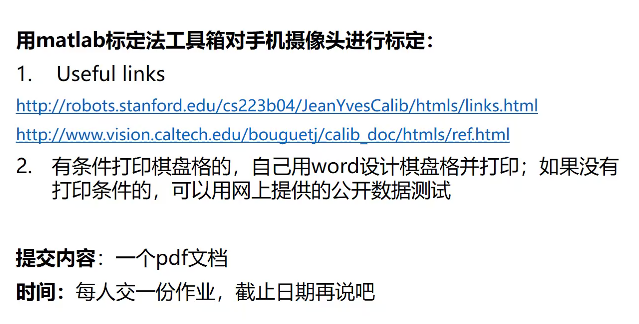 用matlab标定法工具箱对手机摄像头进行标定：
1. Useful links
http://robots.stanford.edu/cs223b04/JeanYvesCalib/htmls/links.html
http://www.vision.caltech.edu/bouguetj/calib_doc/htmls/ref.html
2. 有条件打印棋盘格的，自己用word设计棋盘格并打印；如果没有
打印条件的，可以用网上提供的公开数据测试
提交内容：一个pdf文档
时间：每人交一份作业，截止日期再说吧